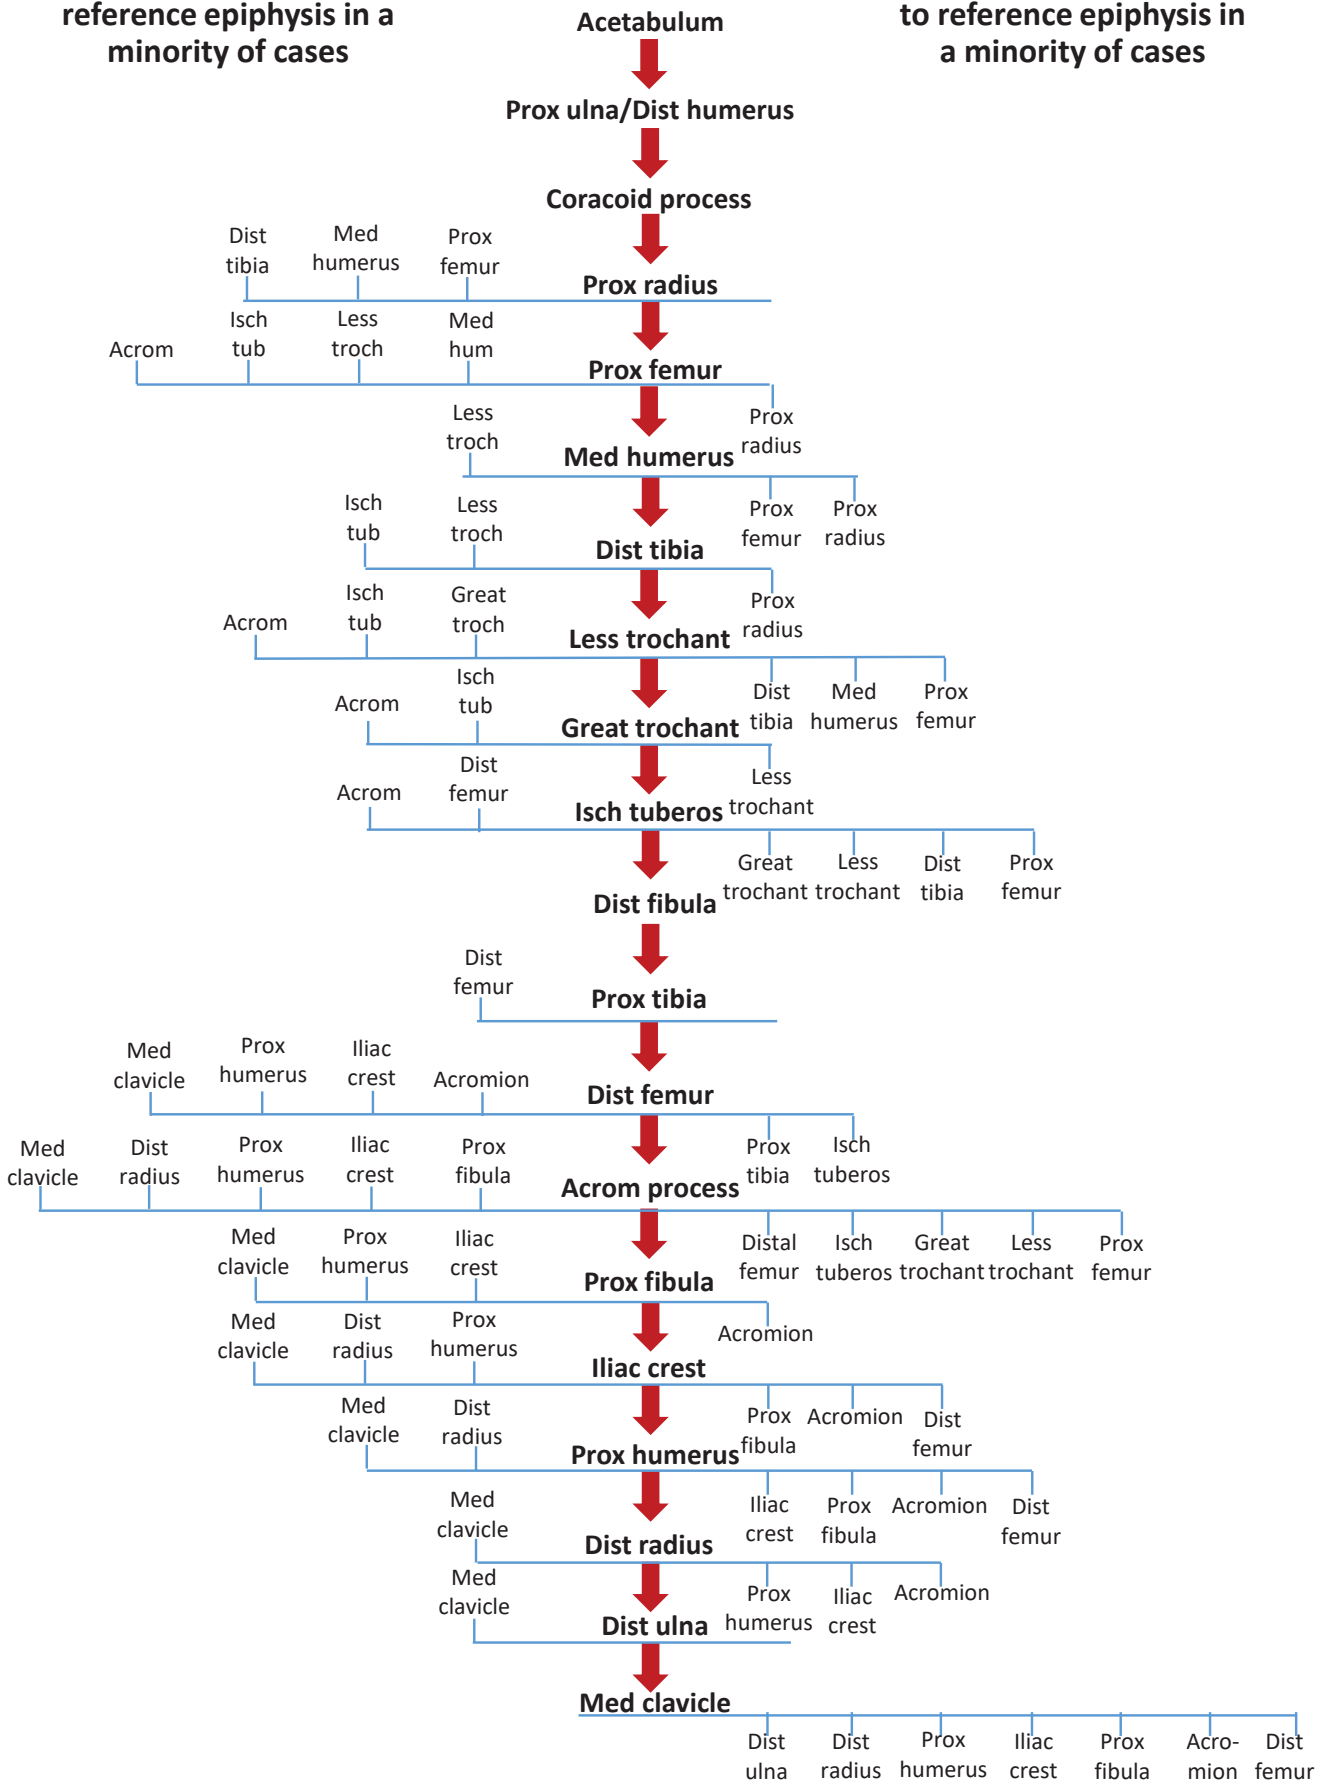 reference epiphysis in a
minority of cases
to reference epiphysis in
a minority of cases
Acetabulum
Prox ulna/Dist humerus
Coracoid process
Dist
tibia
Med
humerus
Prox
femur
Prox radius
Acrom
Isch
tub
Less
troch
Med
hum
Prox femur
Prox
radius
Less
troch
Med humerus
Prox
femur
Prox
radius
Isch
tub
Less
troch
Dist tibia
Prox
radius
Acrom
Isch
tub
Great
troch
Less trochant
Dist
tibia
Med
humerus
Prox
femur
Acrom
Isch
tub
Great trochant
Less
trochant
Acrom
Dist
femur
Isch tuberos
Great
trochant
Less
trochant
Dist
tibia
Prox
femur
Dist fibula
Dist
femur
Prox tibia
Med
clavicle
Prox
humerus
Iliac
crest
Acromion
Dist femur
Prox
tibia
Isch
tuberos
Med
clavicle
Dist
radius
Prox
humerus
Iliac
crest
Prox
fibula
Acrom process
Distal
femur
Isch
tuberos
Great
trochant
Less
trochant
Prox
femur
Med
clavicle
Prox
humerus
Iliac
crest
Prox fibula
Acromion
Med
clavicle
Dist
radius
Prox
humerus
Iliac crest
Prox
fibula
Acromion
Dist
femur
Med
clavicle
Dist
radius
Prox humerus
Iliac
crest
Prox
fibula
Acromion
Dist
femur
Med
clavicle
Dist radius
Prox
humerus
Iliac
crest
Acromion
Med
clavicle
Dist ulna
Med clavicle
Dist
ulna
Dist
radius
Prox
humerus
Iliac
crest
Prox
fibula
Acro-
mion
Dist
femur